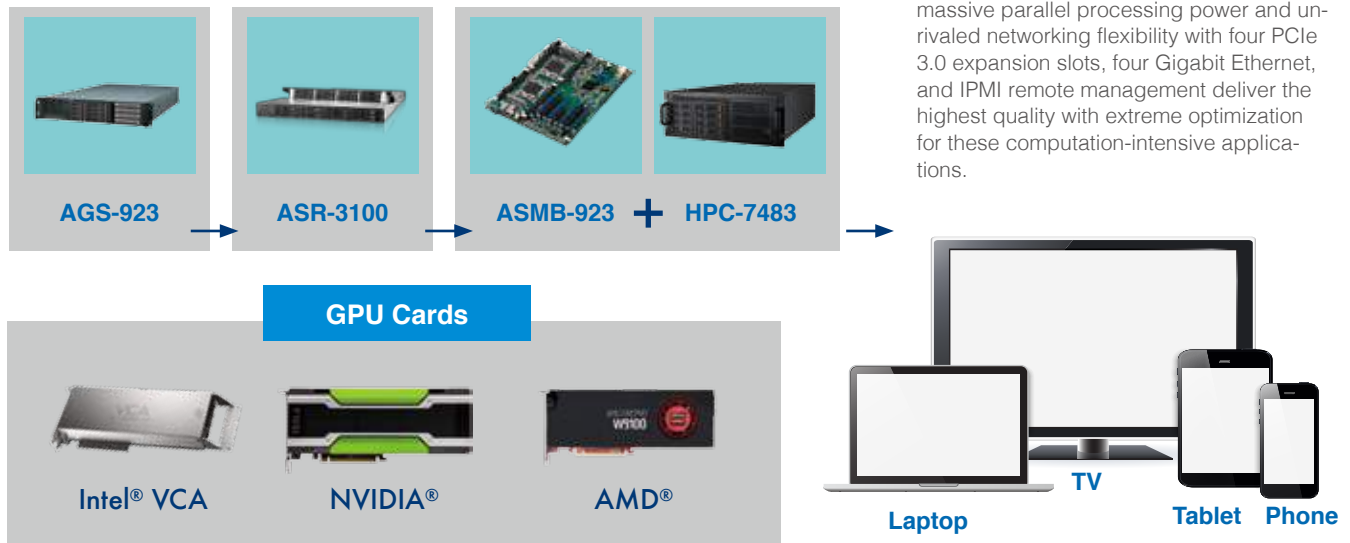 massive parallel processing power and un-
rivaled networking flexibility with four PCIe
3.0 expansion slots, four Gigabit Ethernet,
and IPMI remote management deliver the
highest quality with extreme optimization
for these computation-intensive applica-
tions.
AGS-923
ASR-3100
ASMB-923 + HPC-7483
GPU Cards
VCA
W9100
Intel® VCA
NVIDIA®
AMD®
TV
Laptop
Tablet
Phone